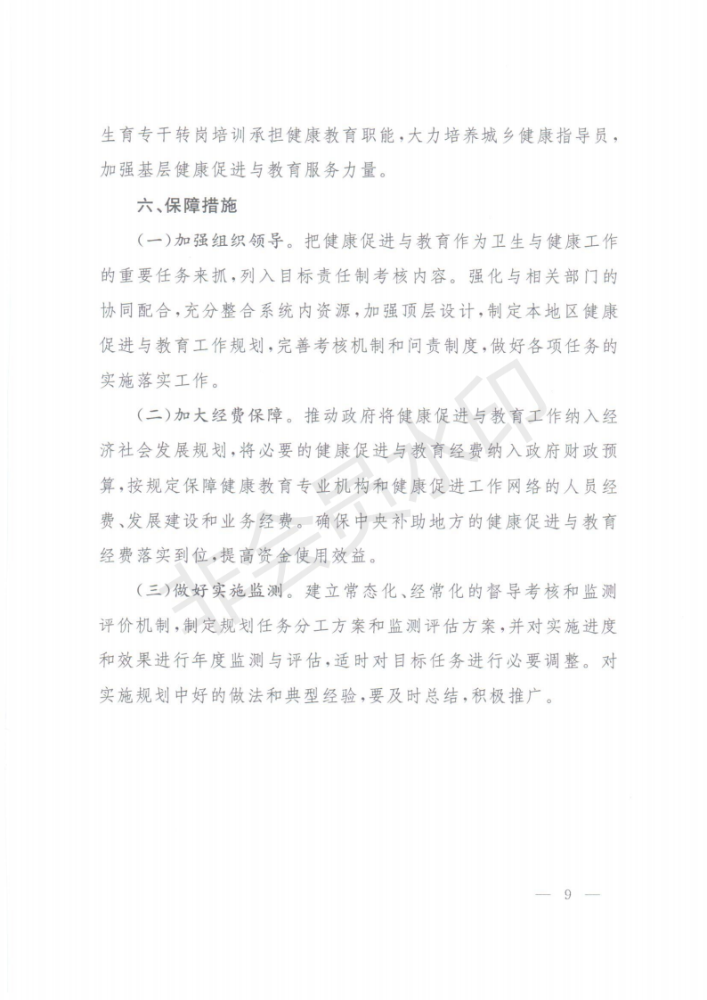 生育专干转岗培训承担健康教育职能,大力培养城乡健康指导员,
加强基层健康促进与教育服务力量。
六、保障措施
(一)加强组织领导。把健康促进与教育作为卫生与健康工作
的重要任务来抓,列入目标责任制考核内容。强化与相关部门的
协同配合,充分整合系统内资源,加强顶层设计,制定本地区健康
促进与教育工作规划,完善考核机制和问责制度,做好各项任务的
实施落实工作。
(二)加大经费保障。推动政府将健康促进与教育工作纳入经
济社会发展规划,将必要的健康促进与教育经费纳入政府财政预
算,按规定保障健康教育专业机构和健康促进工作网络的人员经
费、发展建设和业务经费。确保中央补助地方的健康促进与教育
经费落实到位,提高资金使用效益。
(三)做好实施监测。建立常态化、经常化的督导考核和监测
评价机制,制定规划任务分工方案和监测评估方案,并对实施进度
和效果进行年度监测与评估,适时对目标任务进行必要调整。对
实施规划中好的做法和典型经验,要及时总结,积极推广。
非会员水印
— 9 —